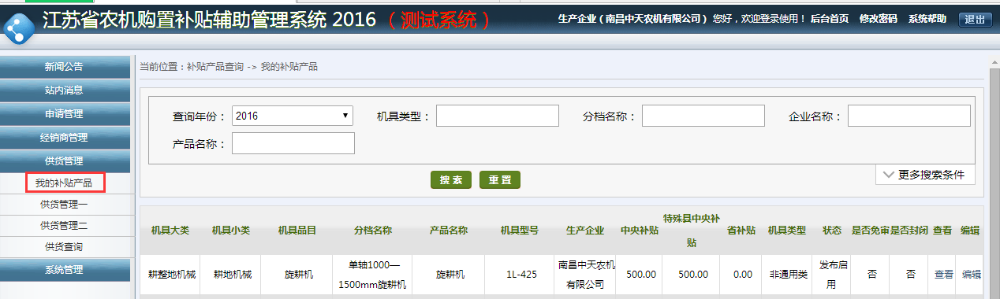 江苏省农机购置补贴辅助管理系统 2016 （ 测试系统 ）
生产企业（南昌中天农机有限公司）您好，欢迎登录使用！ 后台首页 修改密码 系统帮助 退出
新闻公告
站内消息
申请管理
经销商管理
供货管理
我的补贴产品
供货管理一
供货管理二
供货查询
系统管理
当前位置：补贴产品查询 -> 我的补贴产品
查询年份： 2016 机具类型： 分档名称： 企业名称：
产品名称：
搜 索 重 置
更多搜索条件
机具大类 机具小类 机具品目 分档名称 产品名称 机具型号 生产企业 中央补贴 特殊县中央补贴 省补贴 机具类型 状态 是否免审 是否封闭 查看 编辑
耕整地机械 耕地机械 旋耕机 单轴1000—1500mm旋耕机 旋耕机 1L-425 南昌中天农机有限公司 500.00 500.00 0.00 非通用类 发布启用 否 否 查看 编辑